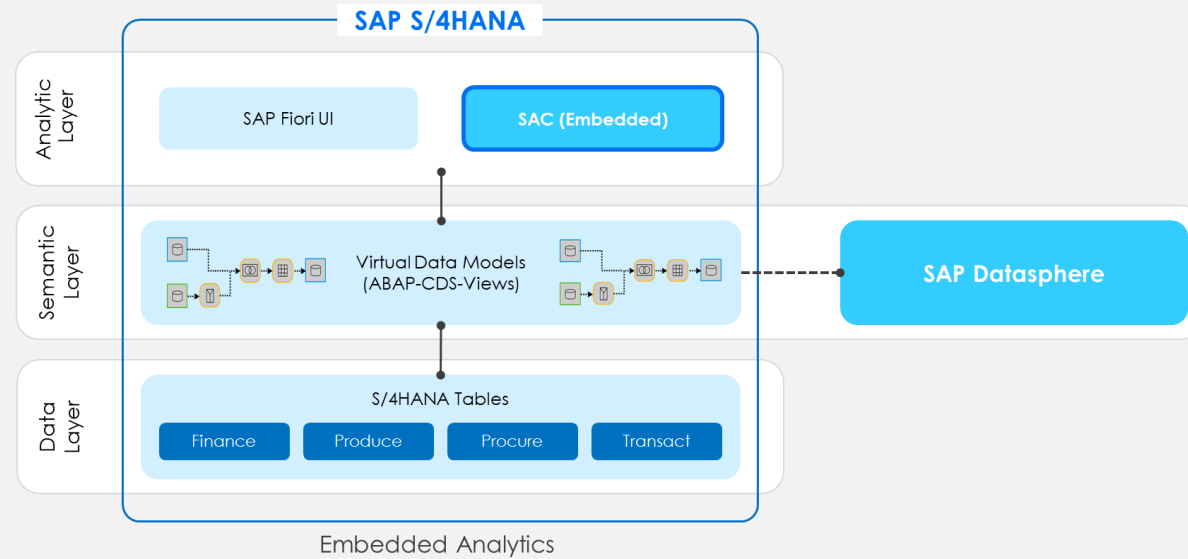 SAP S/4HANA
Analytic
Layer
SAP Fiori UI
SAC (Embedded)
Semantic
Layer
Virtual Data Models
(ABAP-CDS-Views)
SAP Datasphere
Data
Layer
S/4HANA Tables
Finance
Produce
Procure
Transact
Embedded Analytics